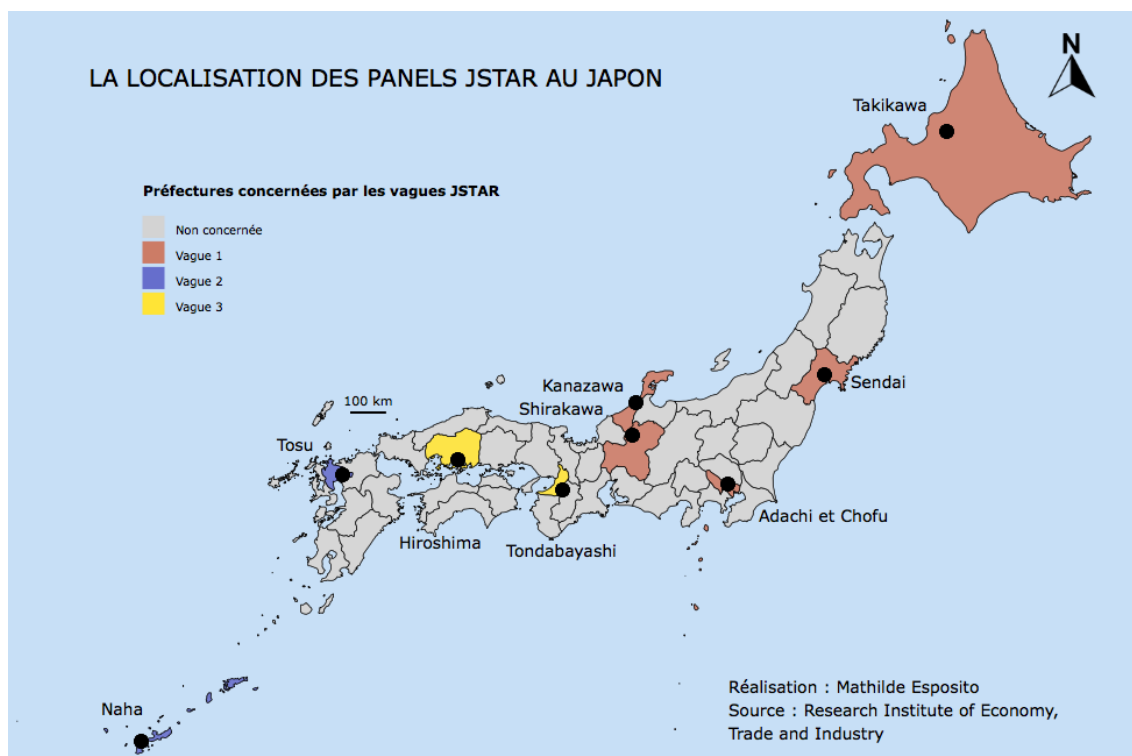 LA LOCALISATION DES PANELS JSTAR AU JAPON
N
Takikawa
Préfectures concernées par les vagues JSTAR
Non concernée
Vague 1
Vague 2
Vague 3
Kanazawa
Sendai
100 km
Shirakawa
Tosu
Adachi et Chofu
Hiroshima
Tondabayashi
Naha
Réalisation : Mathilde Esposito
Source : Research Institute of Economy,
Trade and Industry